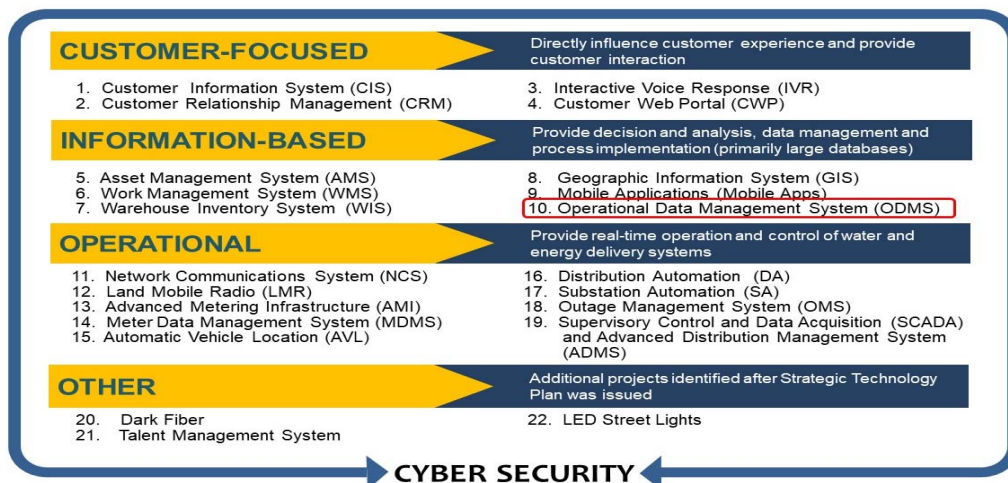 CUSTOMER-FOCUSED
Directly influence customer experience and provide
customer interaction
1. Customer Information System (CIS)
2. Customer Relationship Management (CRM)
3. Interactive Voice Response (IVR)
4. Customer Web Portal (CWP)
INFORMATION-BASED
Provide decision and analysis, data management and
process implementation (primarily large databases)
5. Asset Management System (AMS)
6. Work Management System (WMS)
7. Warehouse Inventory System (WIS)
8. Geographic Information System (GIS)
9. Mobile Applications (Mobile Apps)
10. Operational Data Management System (ODMS)
OPERATIONAL
Provide real-time operation and control of water and
energy delivery systems
11. Network Communications System (NCS)
12. Land Mobile Radio (LMR)
13. Advanced Metering Infrastructure (AMI)
14. Meter Data Management System (MDMS)
15. Automatic Vehicle Location (AVL)
16. Distribution Automation (DA)
17. Substation Automation (SA)
18. Outage Management System (OMS)
19. Supervisory Control and Data Acquisition (SCADA)
and Advanced Distribution Management System
(ADMS)
OTHER
Additional projects identified after Strategic Technology
Plan was issued
20. Dark Fiber
21. Talent Management System
22. LED Street Lights
CYBER SECURITY